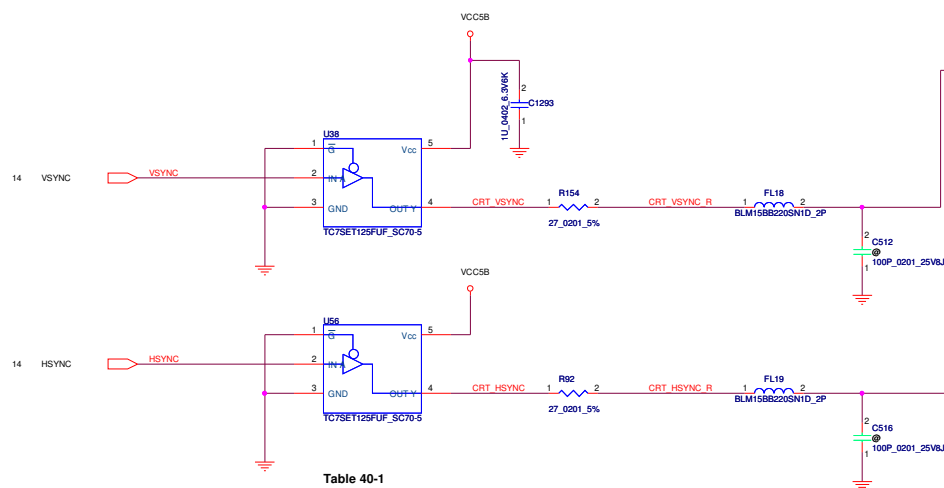 VCC5B
1U_0402_6.3V6K
2
C1293
1
U38
1 G Vcc 5
14 VSYNC VSYNC 2 IN A
3 GND OUT Y 4 CRT_VSYNC 1 R154 2 CRT_VSYNC_R 1 FL18 2
27_0201_5%
BLM15BB220SN1D_2P
TC7SET125FUF_SC70-5
2
C512
@
1
100P_0201_25V8J
VCC5B
U56
1 G Vcc 5
14 HSYNC HSYNC 2 IN A
3 GND OUT Y 4 CRT_HSYNC 1 R92 2 CRT_HSYNC_R 1 FL19 2
27_0201_5%
BLM15BB220SN1D_2P
TC7SET125FUF_SC70-5
2
C516
@
1
100P_0201_25V8J
Table 40-1